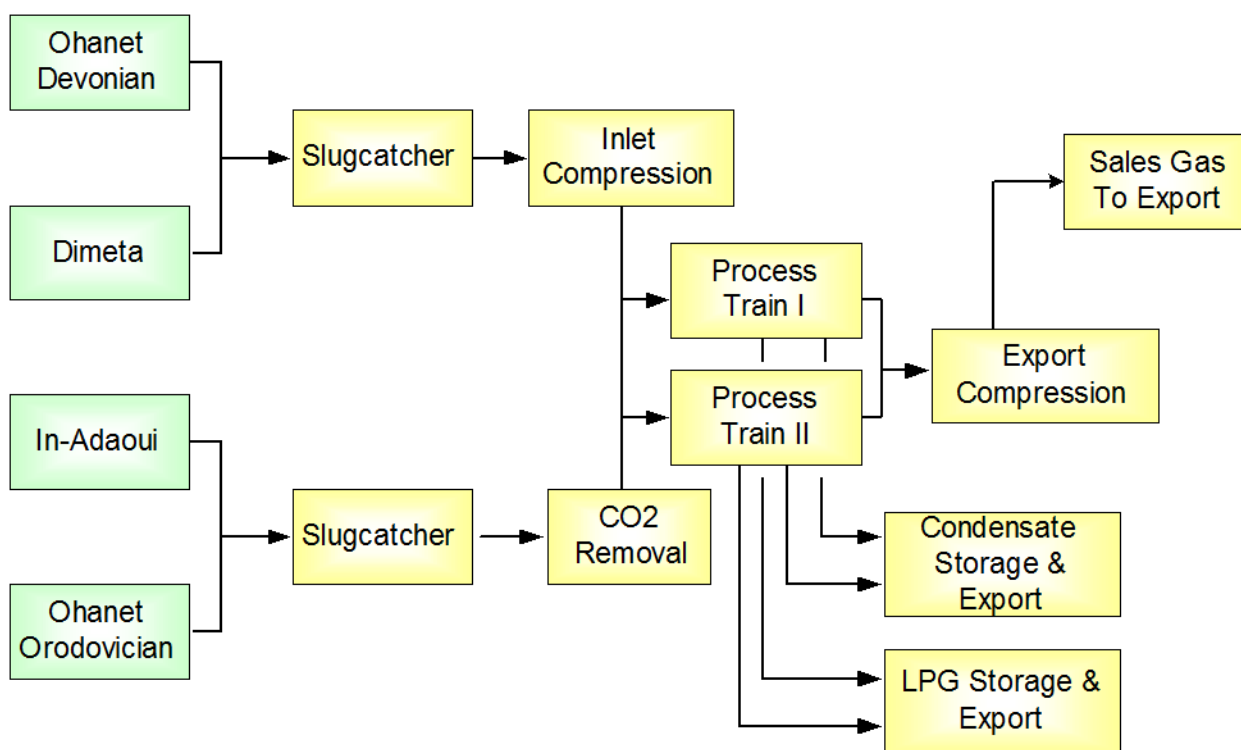 Ohanet
Devonian
Slugcatcher
Inlet
Compression
Sales Gas
To Export
Dimeta
Process
Train I
Export
Compression
Process
Train II
In-Adaoui
Slugcatcher
CO2
Removal
Condensate
Storage &
Export
Ohanet
Orodovician
LPG Storage &
Export